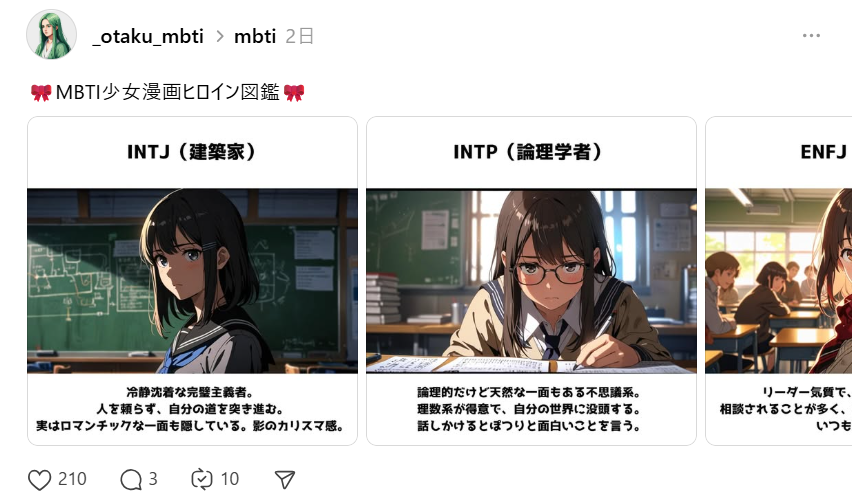 _otaku_mbti > mbti 2日
🎀MBTI少女漫画ヒロイン図鑑🎀
INTJ（建築家）
冷静沈着な完璧主義者。
人を頼らず、自分の道を突き進む。
実はロマンチックな一面も隠している。影のカリスマ感。
INTP（論理学者）
論理的だけど天然な一面もある不思議系。
理数系が得意で、自分の世界に没頭する。
話しかけるとぽつりと面白いことを言う。
ENFJ
リーダー気質で、
相談されることが多く、
いつも
210 3 10